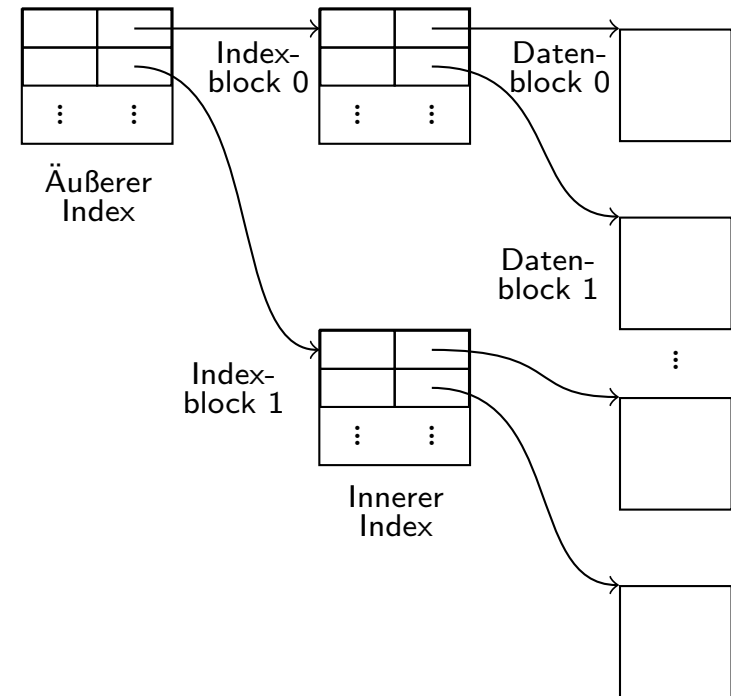 Index-
block 0
Daten-
block 0
Äußerer
Index
Daten-
block 1
Index-
block 1
Innerer
Index